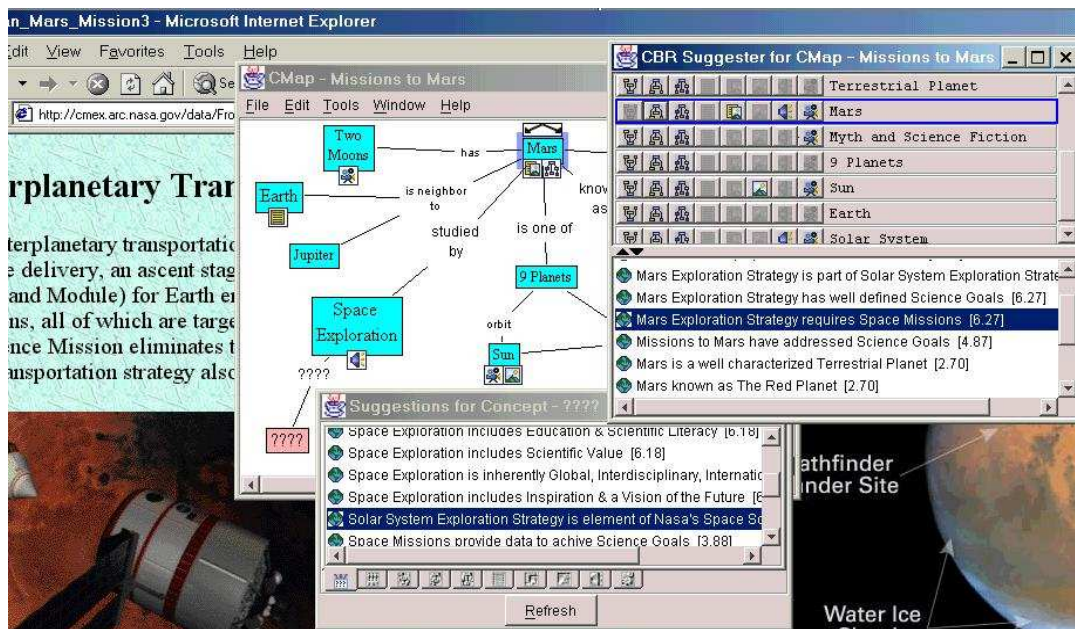 an_Mars_Mission3 - Microsoft Internet Explorer
Edit View Favorites Tools Help
http://cmex.arc.nasa.gov/data/Fro
rplanetary Tran
terplanetary transportatio
e delivery, an ascent stag
and Module) for Earth en
ns, all of which are targe
ence Mission eliminates t
ansportation strategy also
CMap - Missions to Mars
File Edit Tools Window Help
Two
Moons
has
Mars
Earth
is neighbor
to
know
as
Jupiter
studied
by
is one of
9 Planets
Space
Exploration
orbit
Sun
????
????
CBR Suggester for CMap - Missions to Mars
Terrestrial Planet
Mars
Myth and Science Fiction
9 Planets
Sun
Earth
Solar System
Mars Exploration Strategy is part of Solar System Exploration Strate
Mars Exploration Strategy has well defined Science Goals [6.27]
Mars Exploration Strategy requires Space Missions [6.27]
Missions to Mars have addressed Science Goals [4.87]
Mars is a well characterized Terrestrial Planet [2.70]
Mars known as The Red Planet [2.70]
Suggestions for Concept - ????
Space Exploration includes Education & Scientific Literacy [6.18]
Space Exploration includes Scientific Value [6.18]
Space Exploration is inherently Global, Interdisciplinary, Internatio
Space Exploration includes Inspiration & a Vision of the Future [6
Solar System Exploration Strategy is element of Nasa's Space Sc
Space Missions provide data to achive Science Goals [3.88]
Refresh
athfinder
nder Site
Water Ice